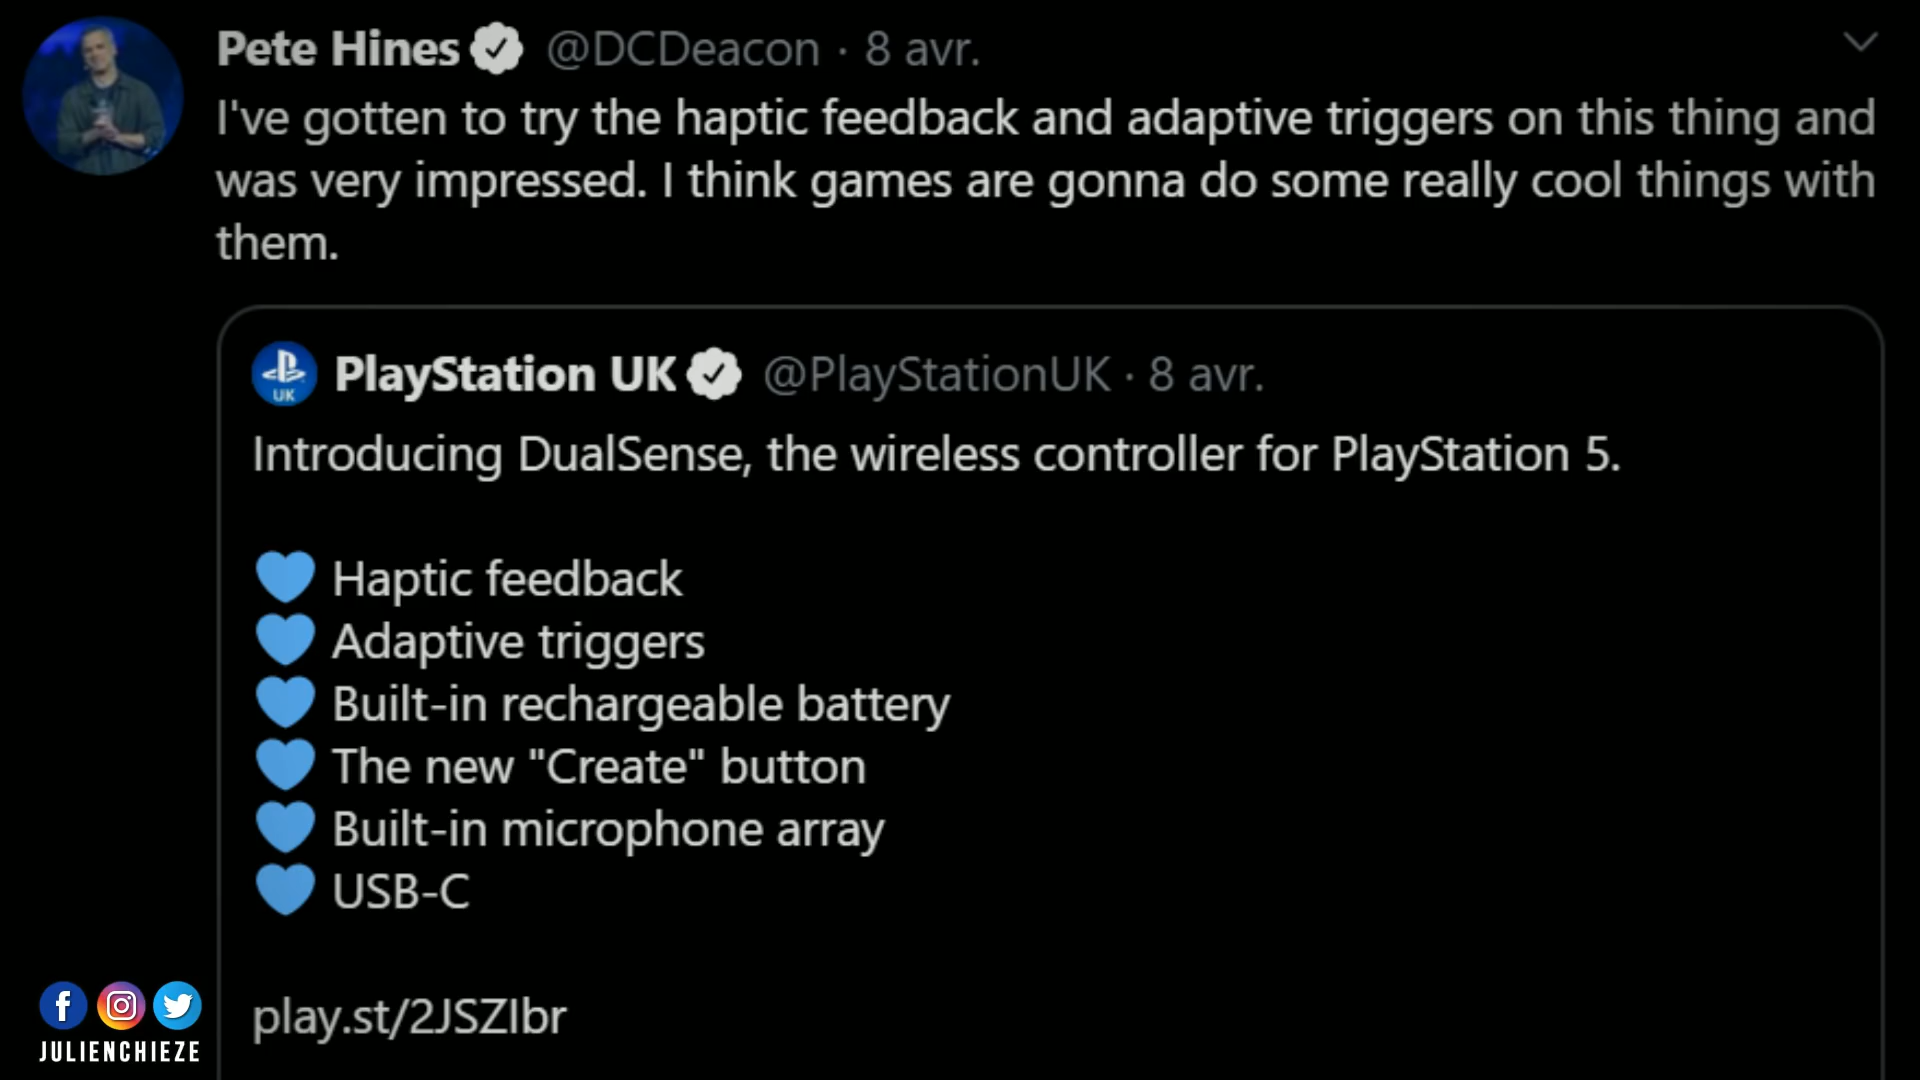 Pete Hines @DCDeacon · 8 avr.
I've gotten to try the haptic feedback and adaptive triggers on this thing and
was very impressed. I think games are gonna do some really cool things with
them.
PlayStation UK @PlayStationUK · 8 avr.
UK
Introducing DualSense, the wireless controller for PlayStation 5.
💙 Haptic feedback
💙 Adaptive triggers
💙 Built-in rechargeable battery
💙 The new "Create" button
💙 Built-in microphone array
💙 USB-C
play.st/2JSZIbr
JULIENCHIEZE